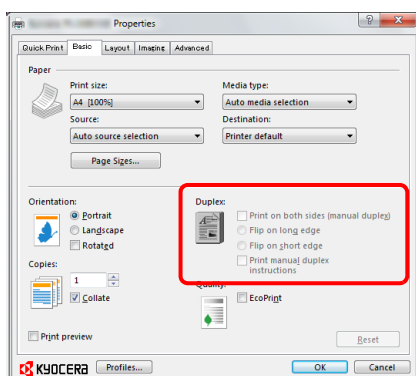 Properties
Quick Print Basic Layout Imaging Advanced
Paper
Print size: Media type:
A4 [100%] Auto media selection
Source: Destination:
Auto source selection Printer default
Page Sizes...
Orientation: Duplex:
Portrait Print on both sides (manual duplex)
Landscape Flip on long edge
Rotated Flip on short edge
Copies: Print manual duplex
instructions
1 Quality:
Collate EcoPrint
Print preview Reset
KYOCERA Profiles... OK Cancel